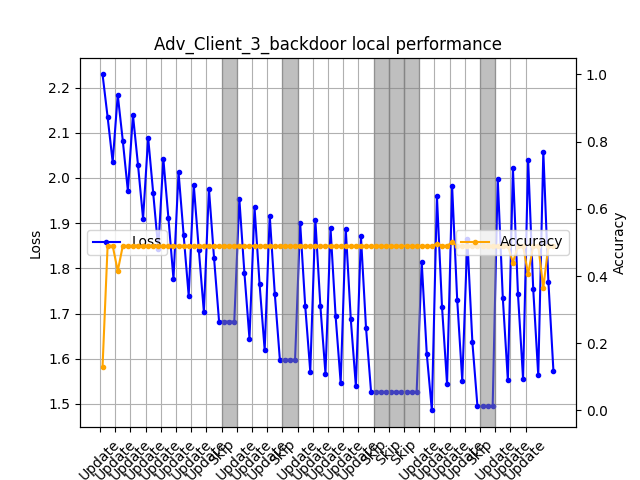 Adv_Client_3_backdoor local performance
Loss
2.2
2.1
2.0
1.9
1.8
1.7
1.6
1.5
Loss
Accuracy
1.0
0.8
0.6
0.4
0.2
0.0
Accuracy
Update
Update
Update
Update
Update
Update
Update
Update
Skip
Update
Update
Update
Skip
Update
Update
Update
Update
Update
Skip
Skip
Skip
Update
Update
Update
Update
Skip
Update
Update
Update